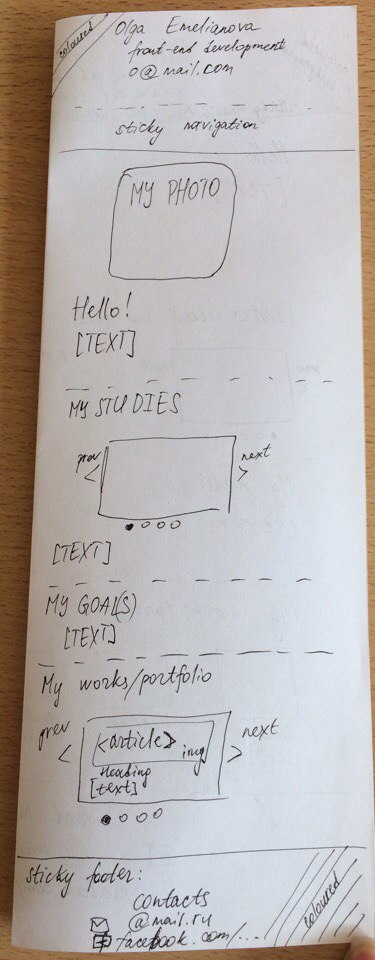 coloured
Olga Emelianova
front-end development
o@mail.com
sticky navigation
MY PHOTO
Hello!
[TEXT]
MY STUDIES
prev
<
next
>
[TEXT]
MY GOAL(S)
[TEXT]
My works/portfolio
prev
<
<article>
img
Heading
[text]
next
>
sticky footer:
contacts
@mail.ru
facebook.com/...
coloured